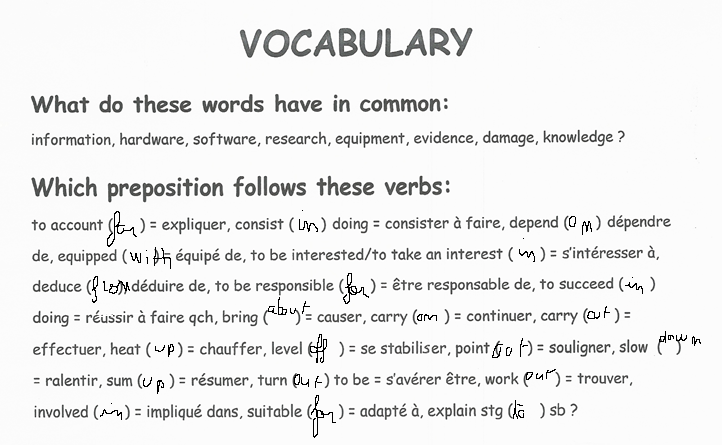 VOCABULARY
What do these words have in common:
information, hardware, software, research, equipment, evidence, damage, knowledge ?
Which preposition follows these verbs:
to account (for) = expliquer, consist (in) doing = consister à faire, depend (on) dépendre
de, equipped (with équipé de, to be interested/to take an interest (in) = s'intéresser à,
deduce (from) déduire de, to be responsible (for) = être responsable de, to succeed (in)
doing = réussir à faire qch, bring (about) = causer, carry (on) = continuer, carry (out) =
effectuer, heat (up) = chauffer, level (off) = se stabiliser, point (out) = souligner, slow (down)
= ralentir, sum (up) = résumer, turn (out) to be = s'avérer être, work (out) = trouver,
involved (in) = impliqué dans, suitable (for) = adapté à, explain stg (to) sb ?